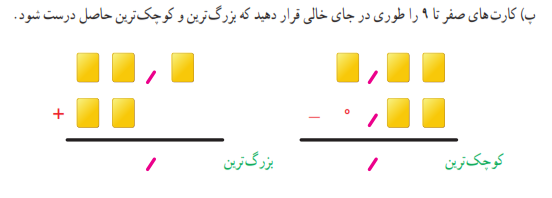 پ) کارت‌های صفر تا ۹ را طوری در جای خالی قرار دهید که بزرگ‌ترین و کوچک‌ترین حاصل درست شود.
/ /
+ − ° /
/ بزرگ‌ترین / کوچک‌ترین